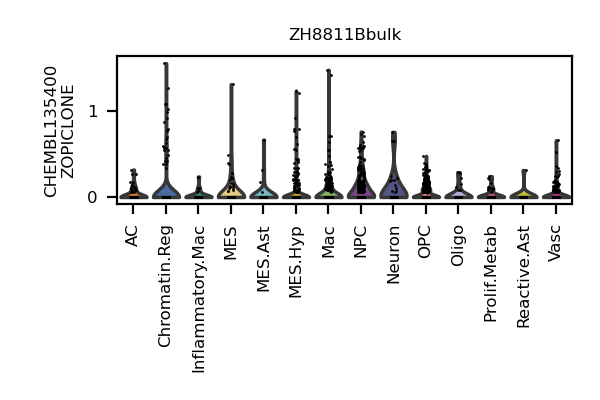 ZH8811Bbulk
CHEMBL135400
ZOPICLONE
1
0
AC
Chromatin.Reg
Inflammatory.Mac
MES
MES.Ast
MES.Hyp
Mac
NPC
Neuron
OPC
Oligo
Prolif.Metab
Reactive.Ast
Vasc